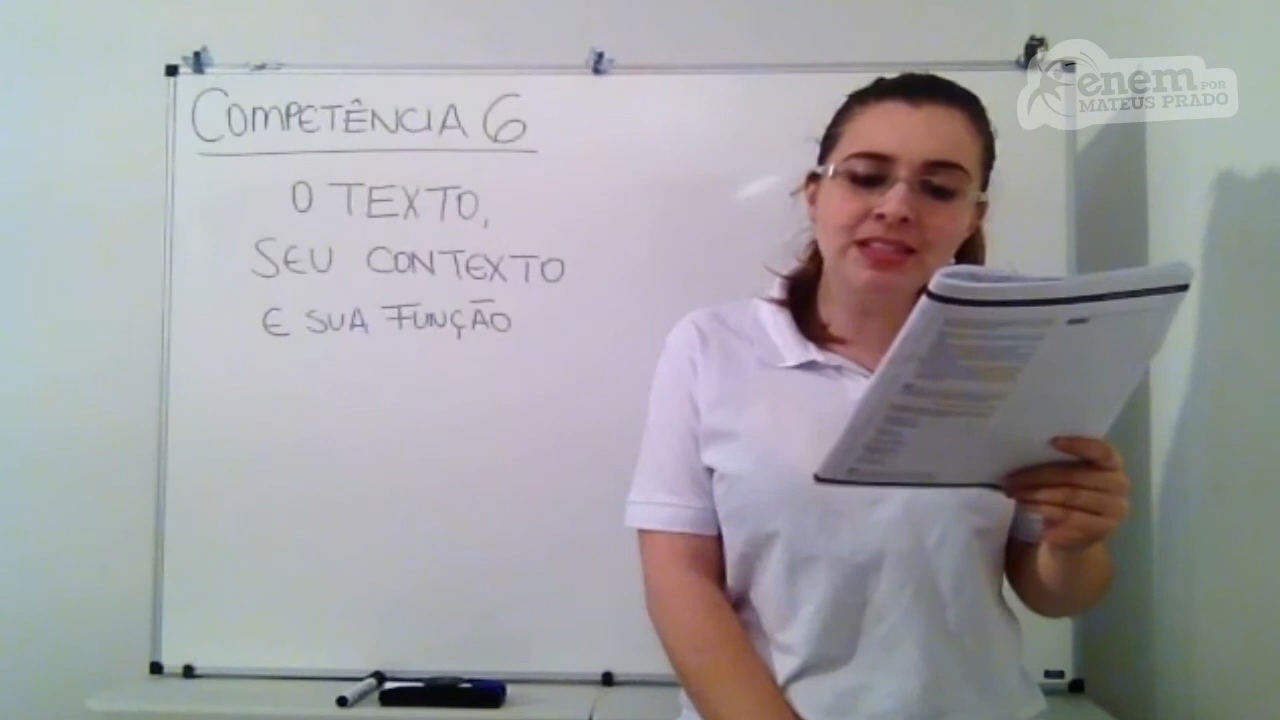 COMPETÊNCIA 6
O TEXTO,
SEU CONTEXTO
E SUA FUNÇÃO
enem POR
MATEUS PRADO